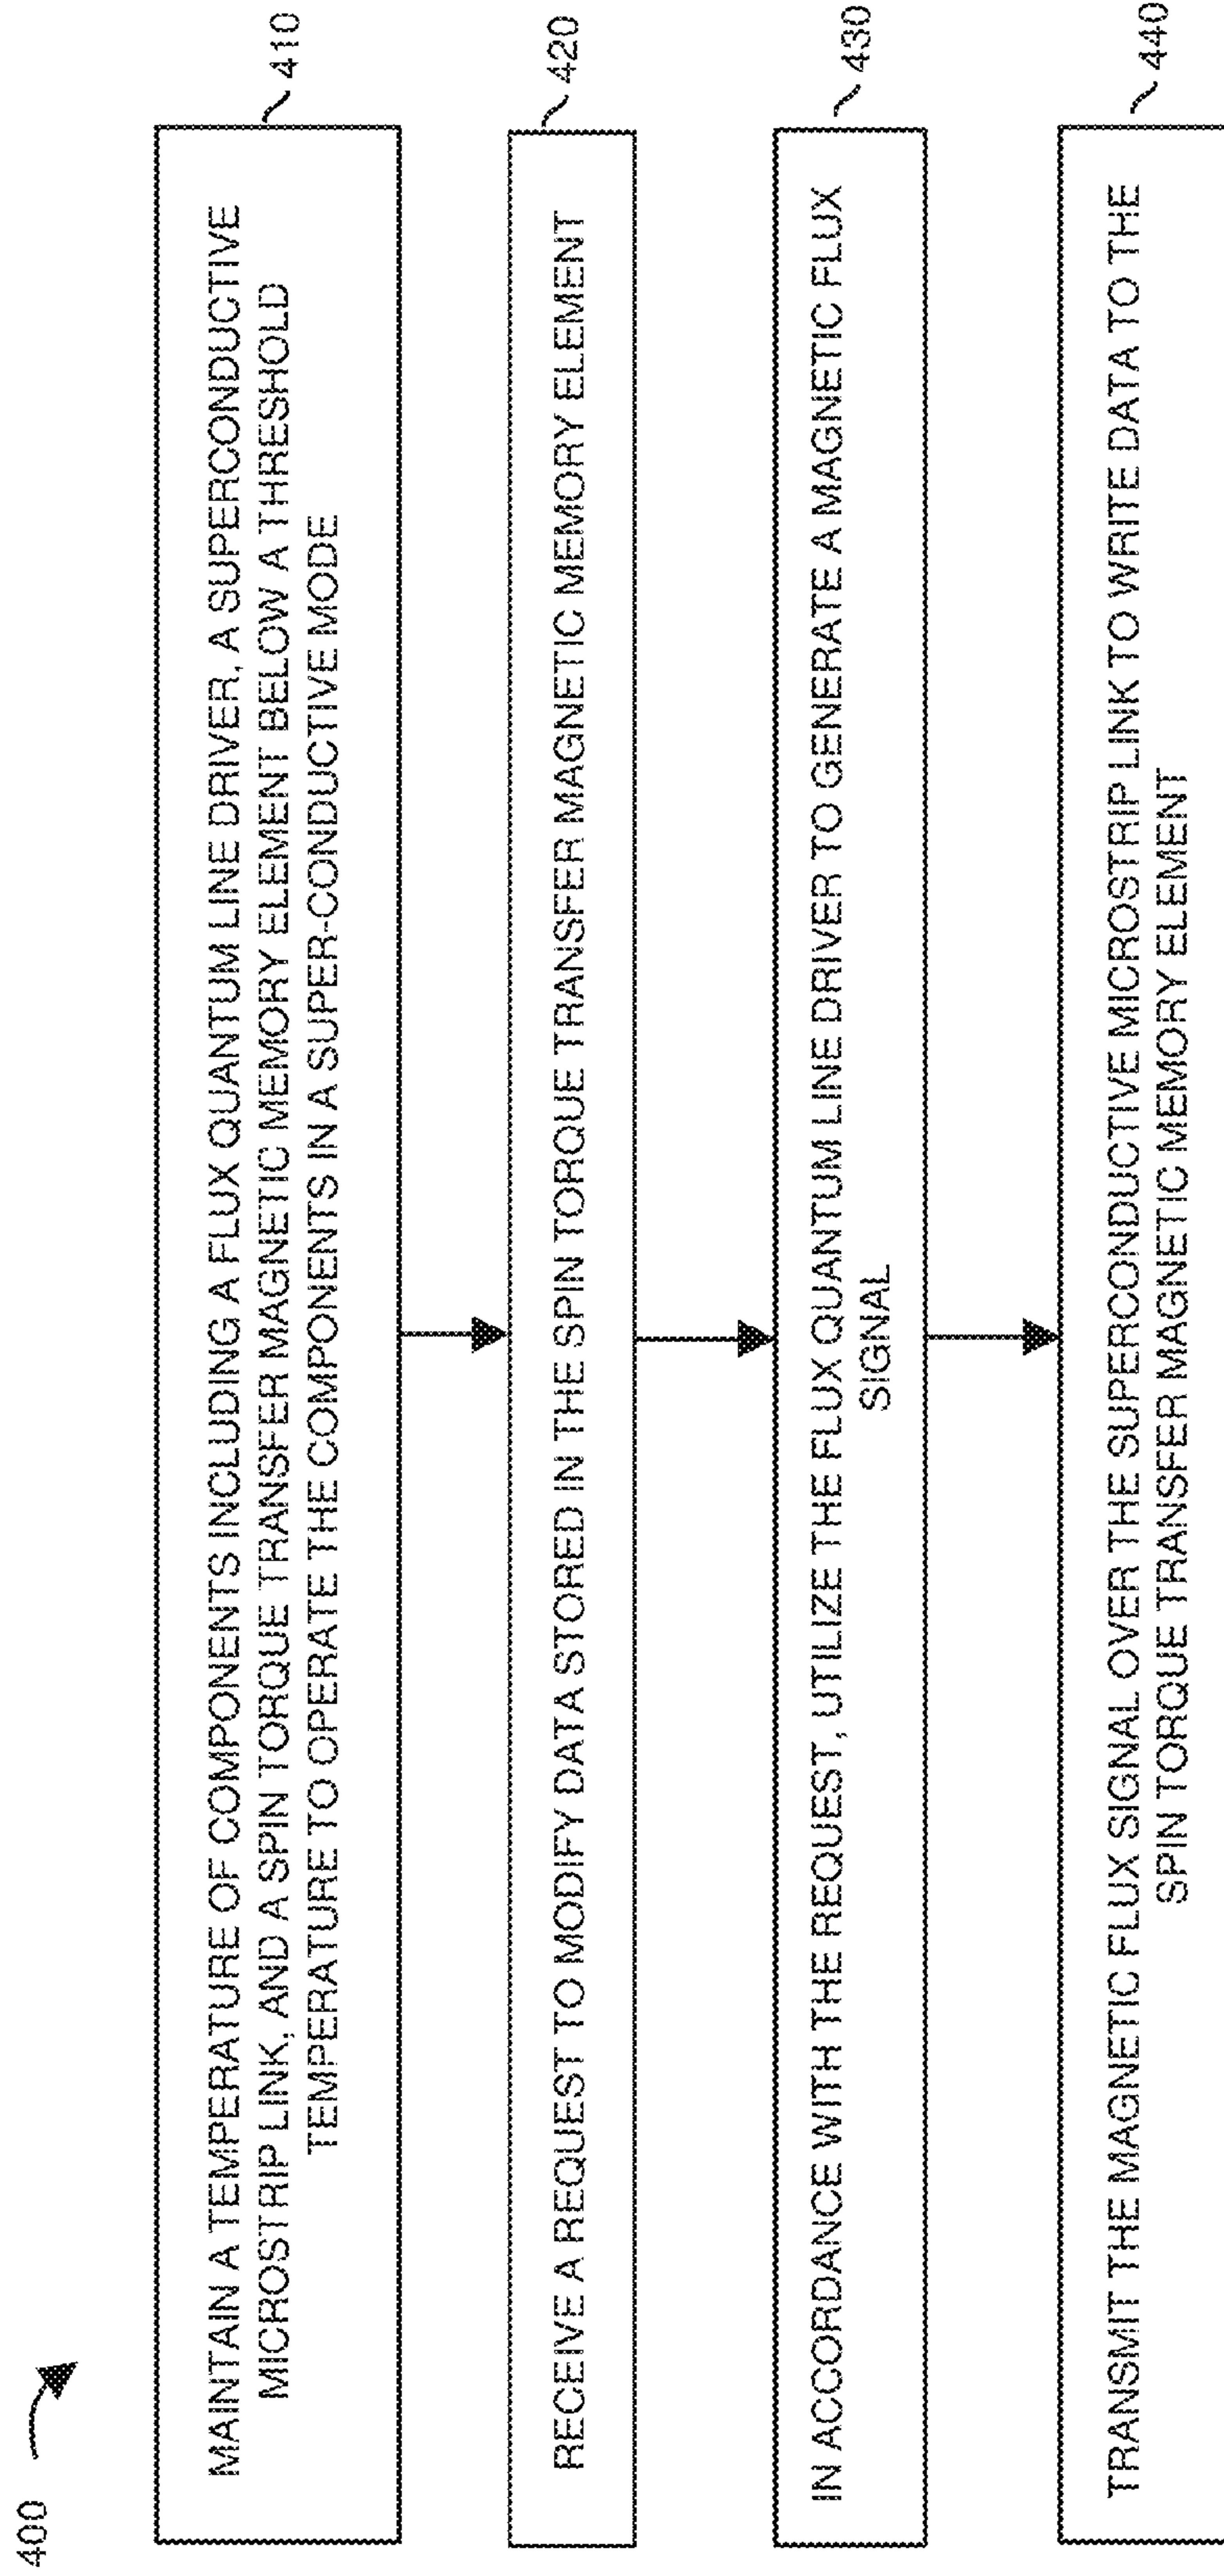 400
MAINTAIN A TEMPERATURE OF COMPONENTS INCLUDING A FLUX QUANTUM LINE DRIVER, A SUPERCONDUCTIVE
MICROSTRIP LINK, AND A SPIN TORQUE TRANSFER MAGNETIC MEMORY ELEMENT BELOW A THRESHOLD
TEMPERATURE TO OPERATE THE COMPONENTS IN A SUPER-CONDUCTIVE MODE
410
RECEIVE A REQUEST TO MODIFY DATA STORED IN THE SPIN TORQUE TRANSFER MAGNETIC MEMORY ELEMENT
420
IN ACCORDANCE WITH THE REQUEST, UTILIZE THE FLUX QUANTUM LINE DRIVER TO GENERATE A MAGNETIC FLUX
SIGNAL
430
TRANSMIT THE MAGNETIC FLUX SIGNAL OVER THE SUPERCONDUCTIVE MICROSTRIP LINK TO WRITE DATA TO THE
SPIN TORQUE TRANSFER MAGNETIC MEMORY ELEMENT
440